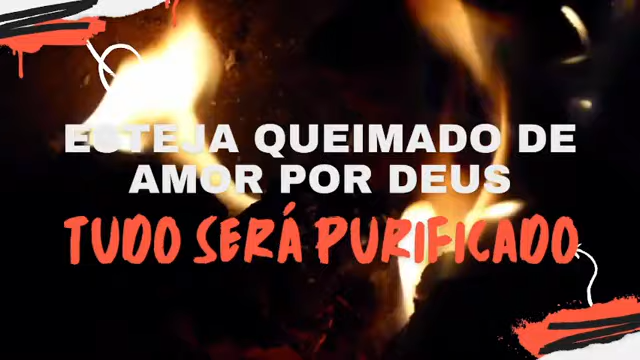 ESTEJA QUEIMADO DE
AMOR POR DEUS
TUDO SERÁ PURIFICADO